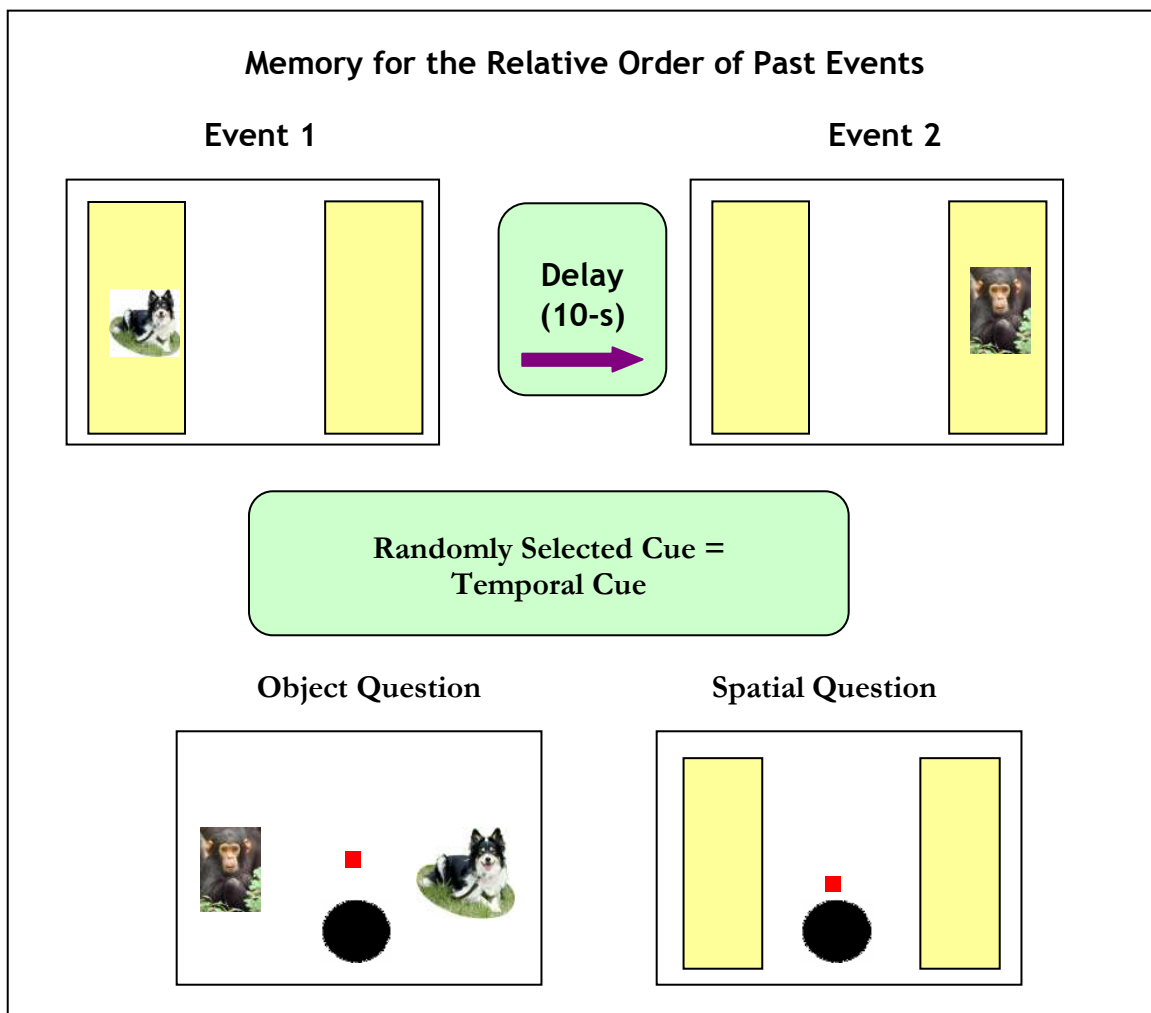 Memory for the Relative Order of Past Events
Event 1
Event 2
Delay
(10-s)
Randomly Selected Cue =
Temporal Cue
Object Question
Spatial Question